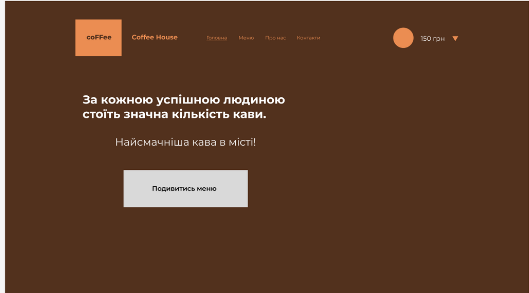 coFFee
Coffee House
Головна
Меню
Про нас
Контакти
150 грн
За кожною успішною людиною
стоїть значна кількість кави.
Найсмачніша кава в місті!
Подивитись меню